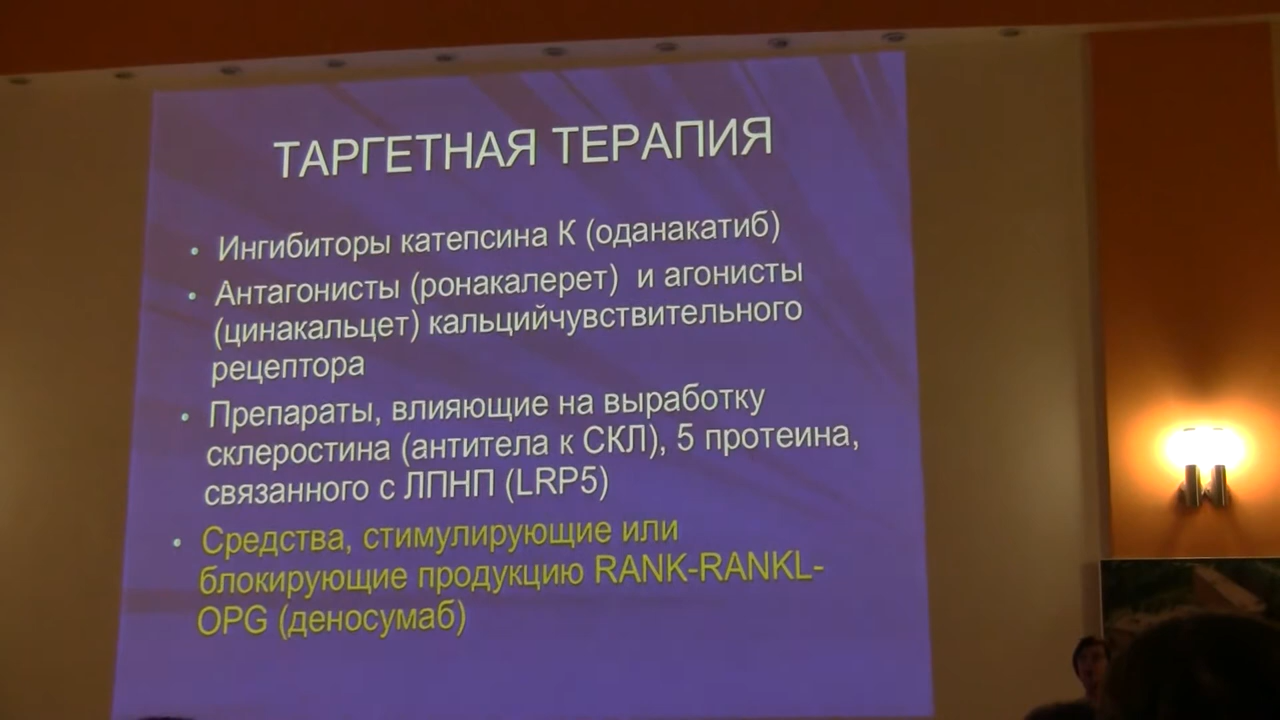 ТАРГЕТНАЯ ТЕРАПИЯ
• Ингибиторы катепсина К (оданакатиб)
• Антагонисты (ронакалерет) и агонисты
(цинакальцет) кальцийчувствительного
рецептора
• Препараты, влияющие на выработку
склеростина (антитела к СКЛ), 5 протеина,
связанного с ЛПНП (LRP5)
• Средства, стимулирующие или
блокирующие продукцию RANK-RANKL-
OPG (деносумаб)